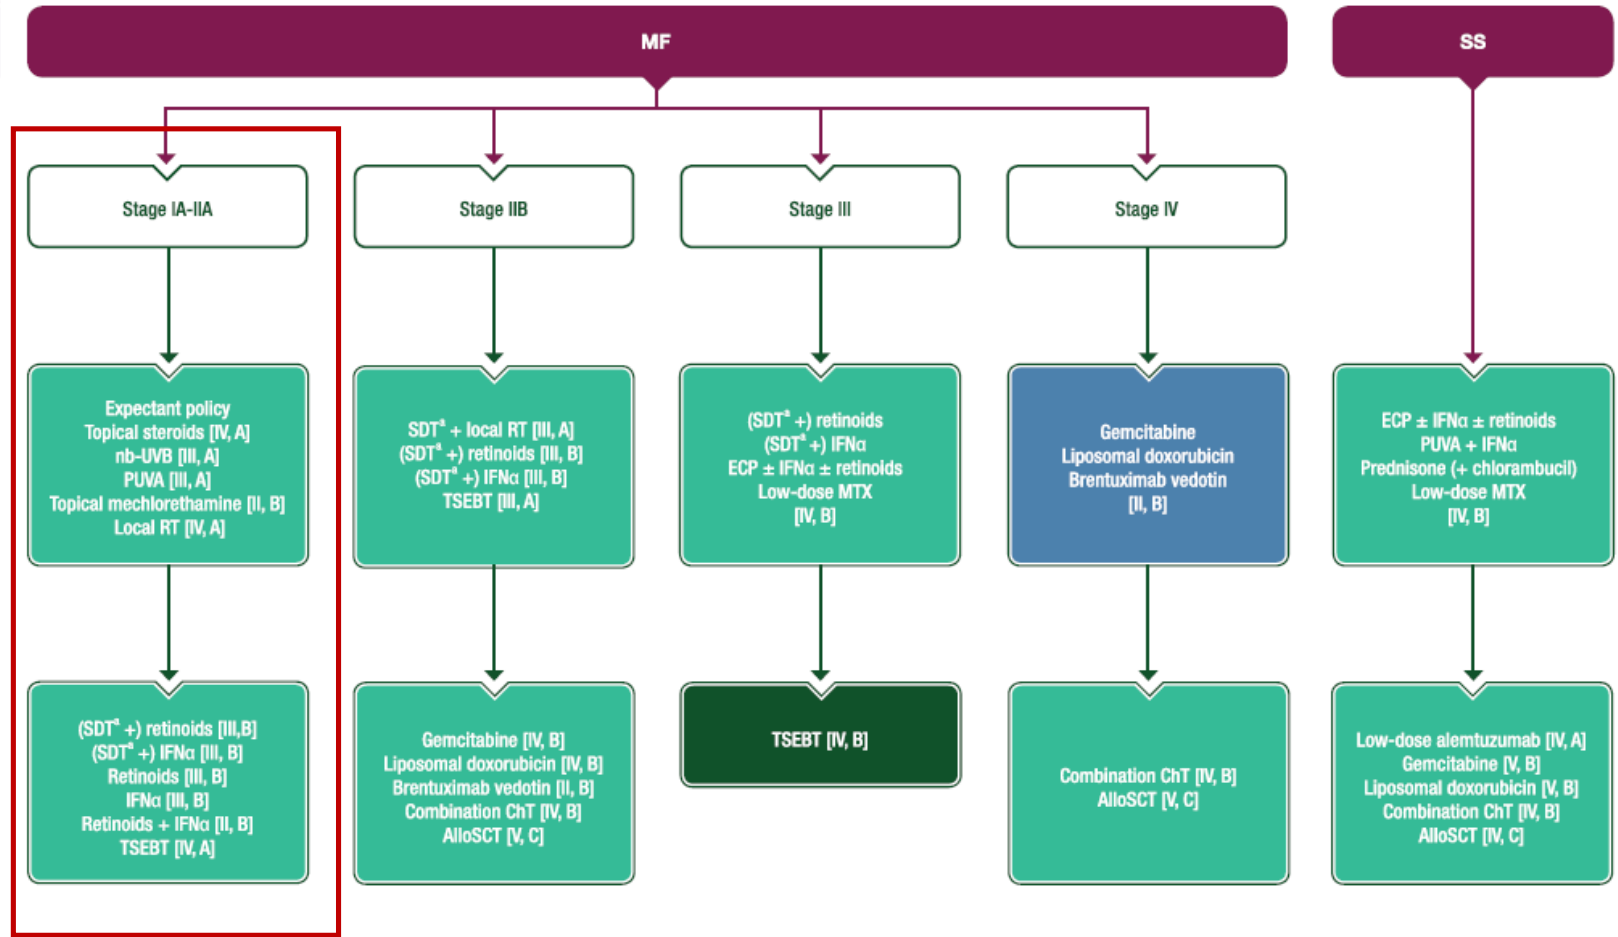 MF
SS
Stage IA-IIA
Stage IIB
Stage III
Stage IV
Expectant policy
Topical steroids [IV, A]
nb-UVB [III, A]
PUVA [III, A]
Topical mechlorethamine [II, B]
Local RT [IV, A]
SDTᵃ + local RT [III, A]
(SDTᵃ +) retinoids [III, B]
(SDTᵃ +) IFNα [III, B]
TSEBT [III, A]
(SDTᵃ +) retinoids
(SDTᵃ +) IFNα
ECP ± IFNα ± retinoids
Low-dose MTX
[IV, B]
Gemcitabine
Liposomal doxorubicin
Brentuximab vedotin
[II, B]
ECP ± IFNα ± retinoids
PUVA + IFNα
Prednisone (+ chlorambucil)
Low-dose MTX
[IV, B]
(SDTᵃ +) retinoids [III,B]
(SDTᵃ +) IFNα [III, B]
Retinoids [III, B]
IFNα [III, B]
Retinoids + IFNα [II, B]
TSEBT [IV, A]
Gemcitabine [IV, B]
Liposomal doxorubicin [IV, B]
Brentuximab vedotin [II, B]
Combination ChT [IV, B]
AlloSCT [V, C]
TSEBT [IV, B]
Combination ChT [IV, B]
AlloSCT [V, C]
Low-dose alemtuzumab [IV, A]
Gemcitabine [V, B]
Liposomal doxorubicin [V, B]
Combination ChT [IV, B]
AlloSCT [IV, C]